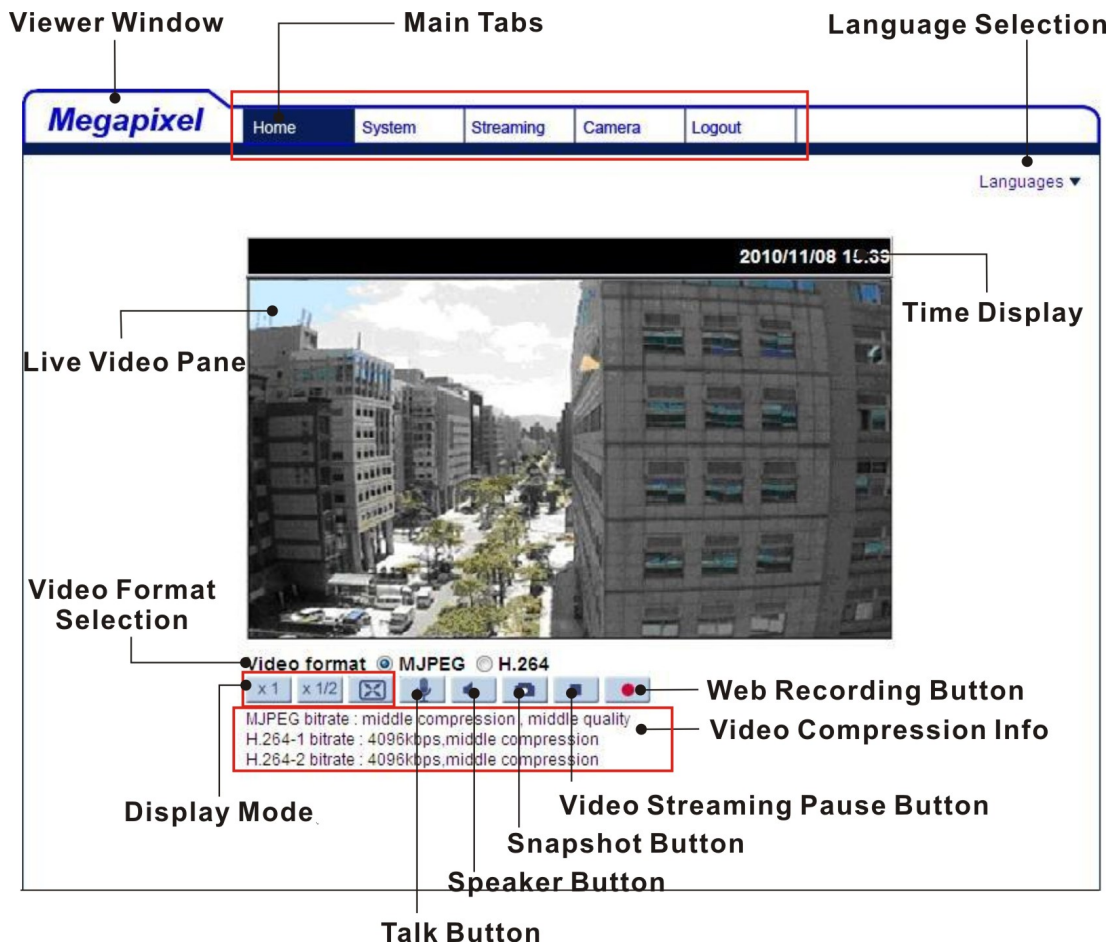 Viewer Window
Main Tabs
Language Selection
Megapixel
Home
System
Streaming
Camera
Logout
Languages
2010/11/08
Time Display
Live Video Pane
Video Format
Selection
Video format MJPEG H.264
x 1
x 1/2
Web Recording Button
MJPEG bitrate : middle compression , middle quality
H.264-1 bitrate : 4096kbps,middle compression
H.264-2 bitrate : 4096kbps,middle compression
Video Compression Info
Display Mode
Video Streaming Pause Button
Snapshot Button
Speaker Button
Talk Button